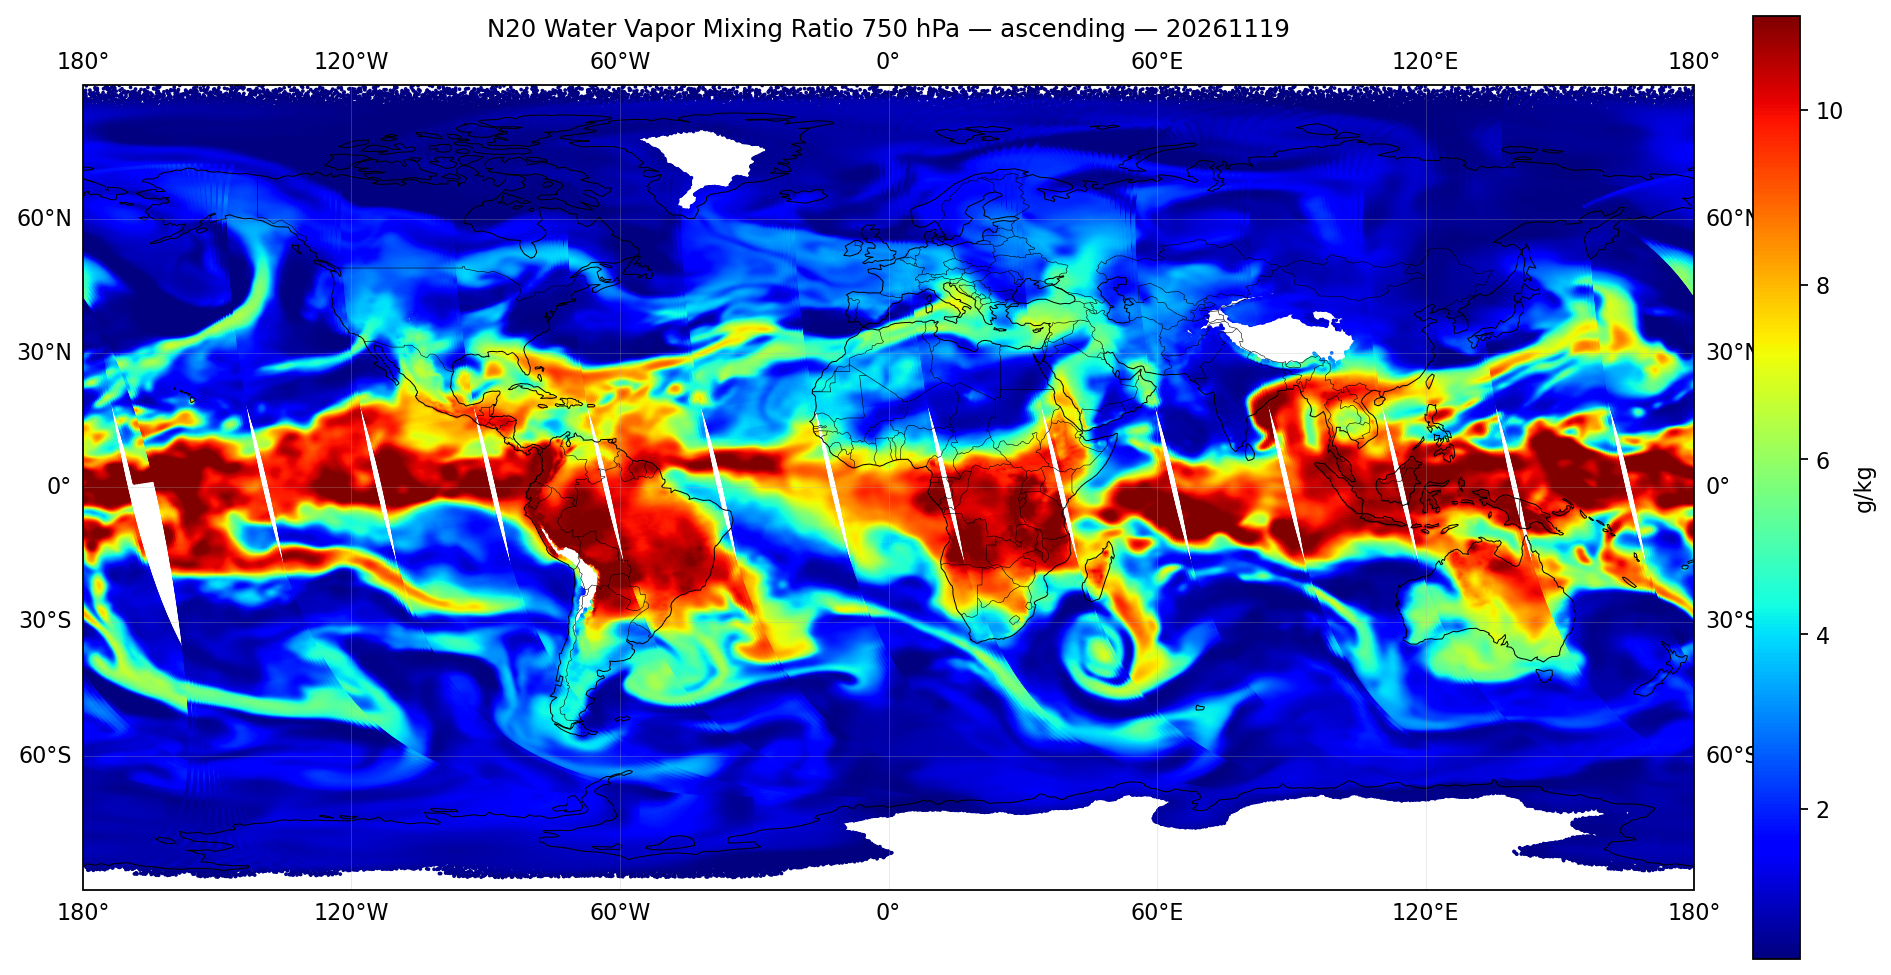 N20 Water Vapor Mixing Ratio 750 hPa — ascending — 20261119
180° 120°W 60°W 0° 60°E 120°E 180°
10
60°N 60°N
8
30°N 30°N
6
0° 0°
g/kg
30°S 30°S
4
60°S 60°S
2
180° 120°W 60°W 0° 60°E 120°E 180°